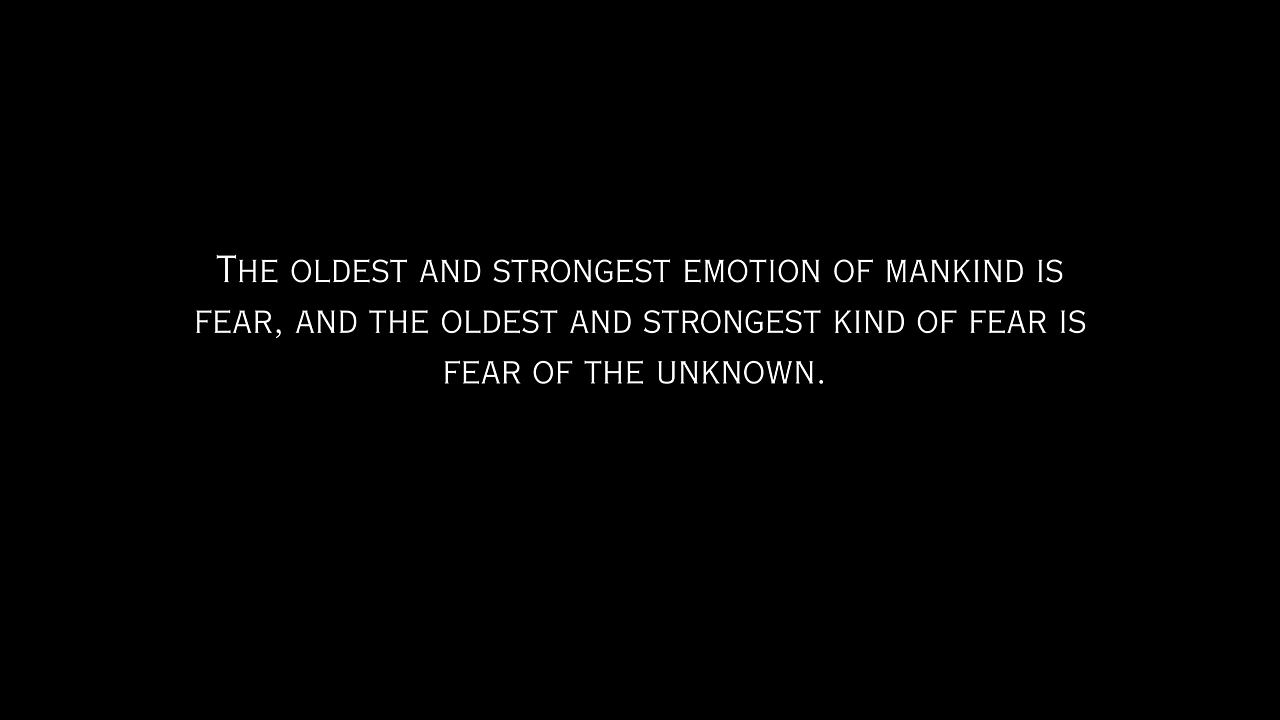 The oldest and strongest emotion of mankind is
fear, and the oldest and strongest kind of fear is
fear of the unknown.